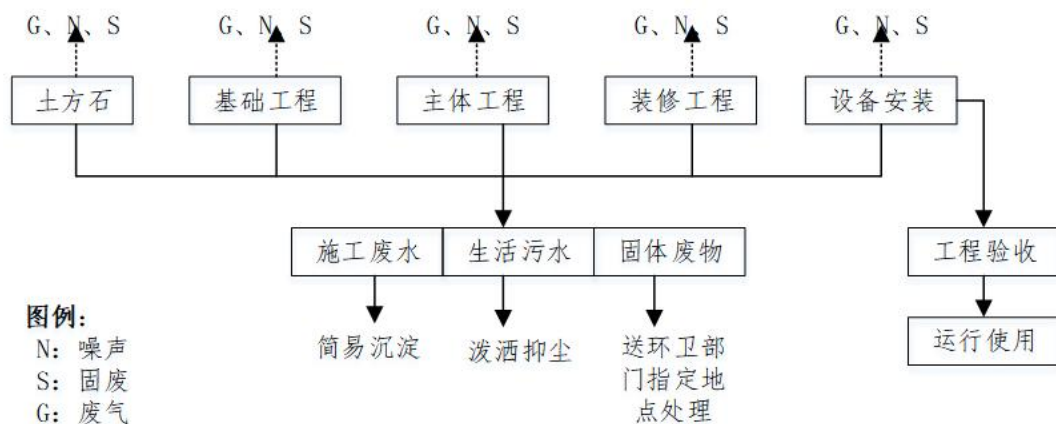 G、N、S G、N、S G、N、S G、N、S G、N、S
土方石 基础工程 主体工程 装修工程 设备安装
施工废水 生活污水 固体废物 工程验收
简易沉淀 泼洒抑尘 送环卫部
门指定地
点处理
运行使用
图例：
N：噪声
S：固废
G：废气